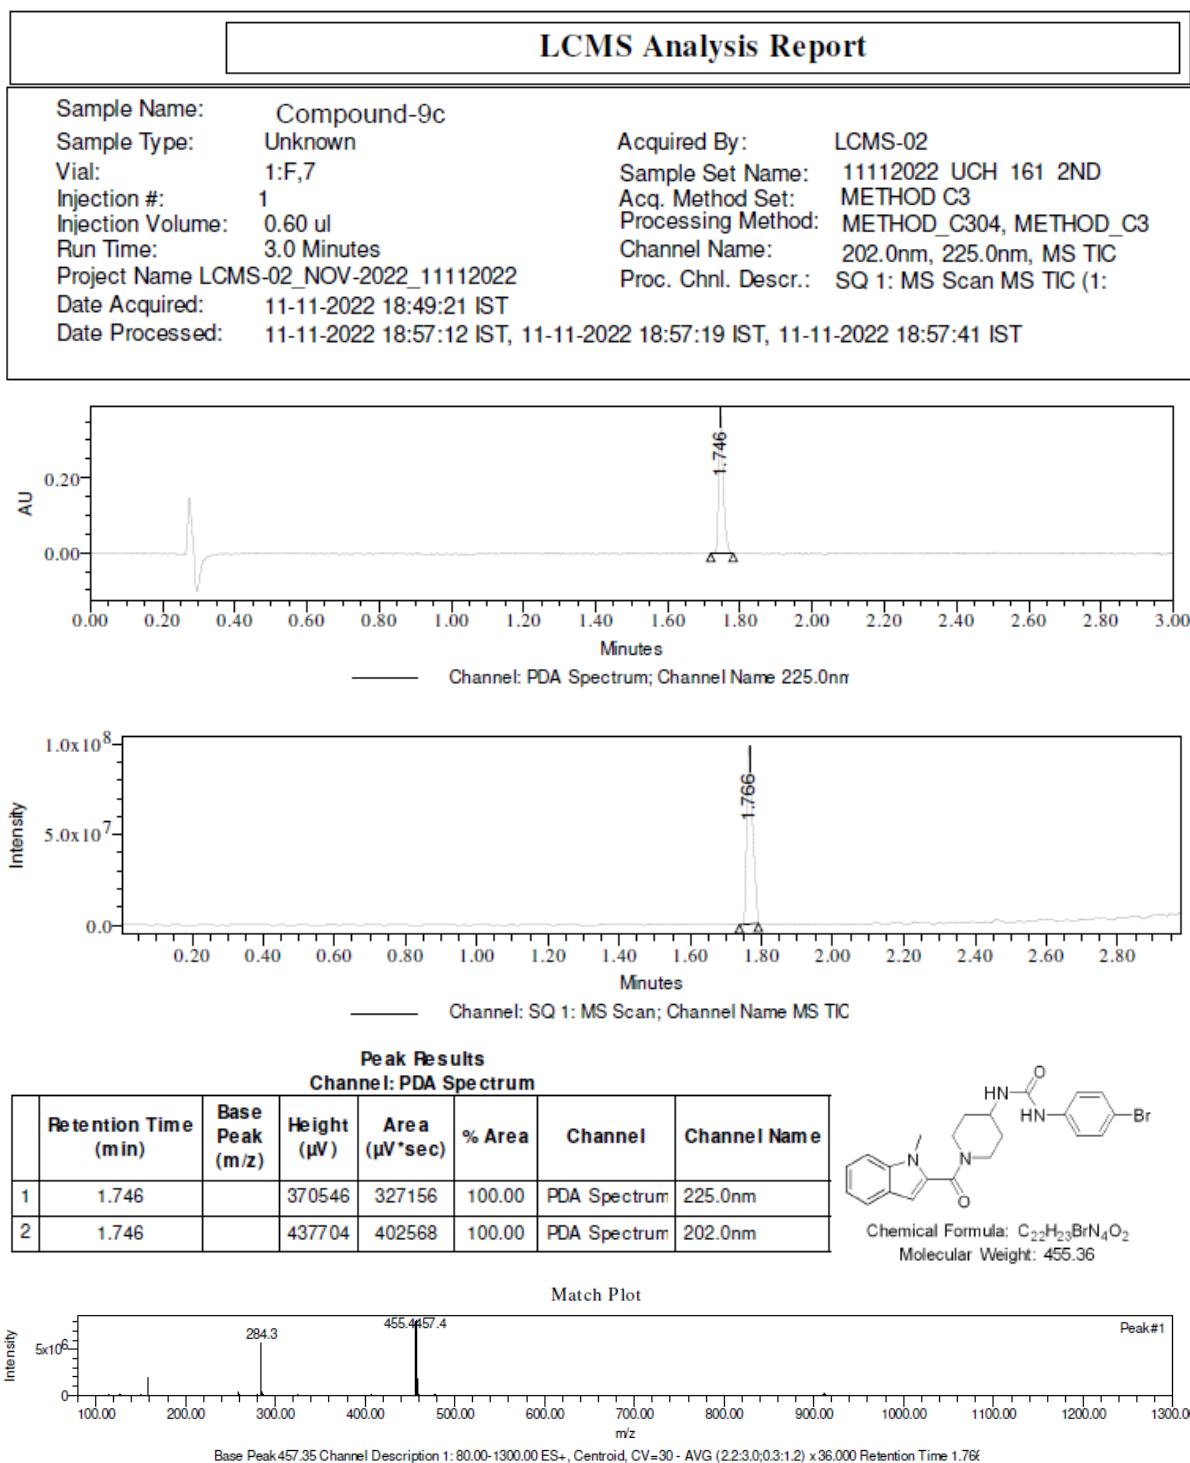 LCMS Analysis Report
Sample Name: Compound-9c
Sample Type: Unknown Acquired By: LCMS-02
Vial: 1:F,7 Sample Set Name: 11112022 UCH 161 2ND
Injection #: 1 Acq. Method Set: METHOD C3
Injection Volume: 0.60 ul Processing Method: METHOD_C304, METHOD_C3
Run Time: 3.0 Minutes Channel Name: 202.0nm, 225.0nm, MS TIC
Project Name LCMS-02_NOV-2022_11112022 Proc. Chnl. Descr.: SQ 1: MS Scan MS TIC (1:
Date Acquired: 11-11-2022 18:49:21 IST
Date Processed: 11-11-2022 18:57:12 IST, 11-11-2022 18:57:19 IST, 11-11-2022 18:57:41 IST
1.746
AU
0.20
0.00
0.00 0.20 0.40 0.60 0.80 1.00 1.20 1.40 1.60 1.80 2.00 2.20 2.40 2.60 2.80 3.00
Minutes
Channel: PDA Spectrum; Channel Name 225.0nm
1.766
Intensity
1.0x10⁸
5.0x10⁷
0.0
0.20 0.40 0.60 0.80 1.00 1.20 1.40 1.60 1.80 2.00 2.20 2.40 2.60 2.80
Minutes
Channel: SQ 1: MS Scan; Channel Name MS TIC
Peak Results
Channel: PDA Spectrum
Retention Time (min) Base Peak (m/z) Height (µV) Area (µV*sec) % Area Channel Channel Name
1 1.746 370546 327156 100.00 PDA Spectrum 225.0nm
2 1.746 437704 402568 100.00 PDA Spectrum 202.0nm
O
HN
HN
Br
N
N
O
Chemical Formula: C₂₂H₂₃BrN₄O₂
Molecular Weight: 455.36
Match Plot
Intensity
5x10⁶
0
284.3
455.4457.4
Peak#1
100.00 200.00 300.00 400.00 500.00 600.00 700.00 800.00 900.00 1000.00 1100.00 1200.00 1300.00
m/z
Base Peak 457.35 Channel Description 1: 80.00-1300.00 ES+, Centroid, CV=30 - AVG (2.2:3.0;0.3:1.2) x 36.000 Retention Time 1.766